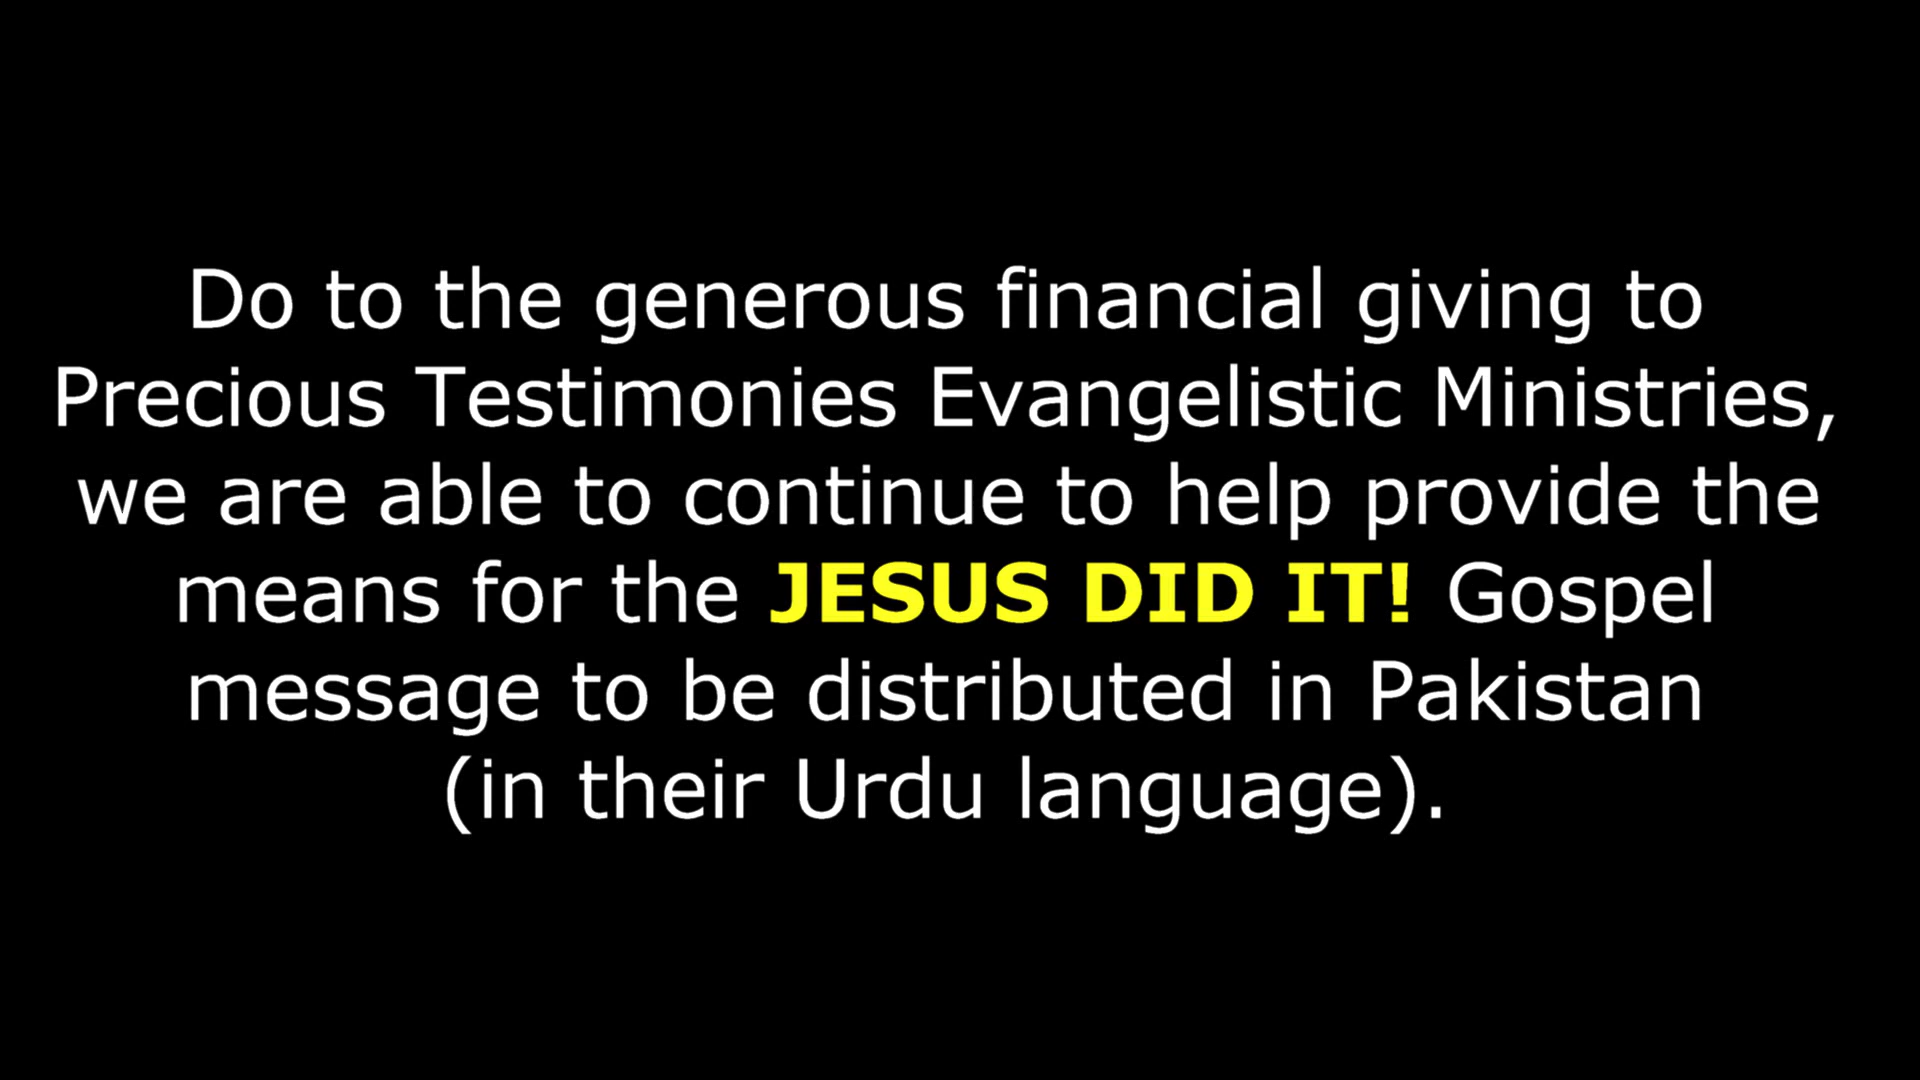 Do to the generous financial giving to
Precious Testimonies Evangelistic Ministries,
we are able to continue to help provide the
means for the JESUS DID IT! Gospel
message to be distributed in Pakistan
(in their Urdu language).